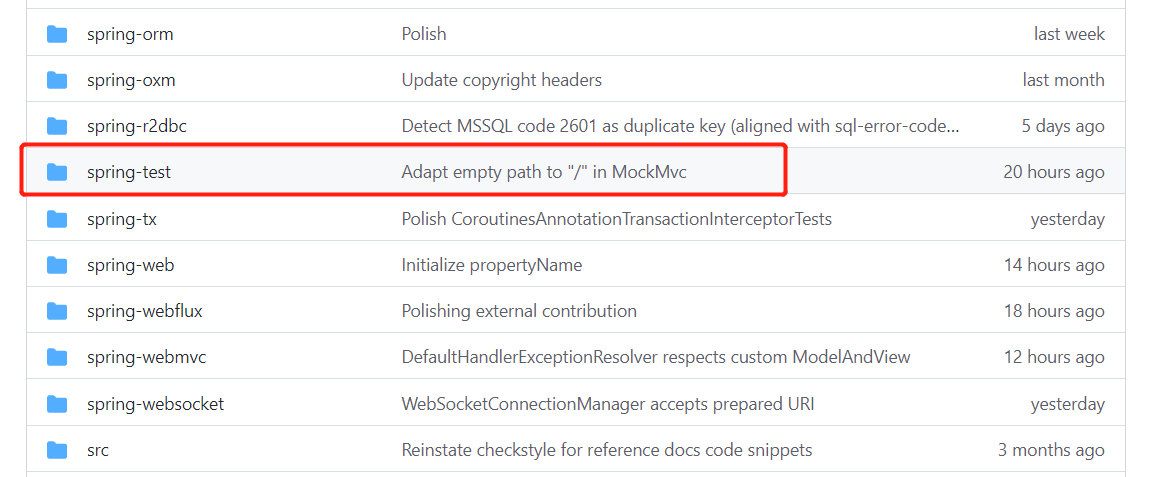 spring-orm Polish last week
spring-oxm Update copyright headers last month
spring-r2dbc Detect MSSQL code 2601 as duplicate key (aligned with sql-error-code... 5 days ago
spring-test Adapt empty path to "/" in MockMvc 20 hours ago
spring-tx Polish CoroutinesAnnotationTransactionInterceptorTests yesterday
spring-web Initialize propertyName 14 hours ago
spring-webflux Polishing external contribution 18 hours ago
spring-webmvc DefaultHandlerExceptionResolver respects custom ModelAndView 12 hours ago
spring-websocket WebSocketConnectionManager accepts prepared URI yesterday
src Reinstate checkstyle for reference docs code snippets 3 months ago